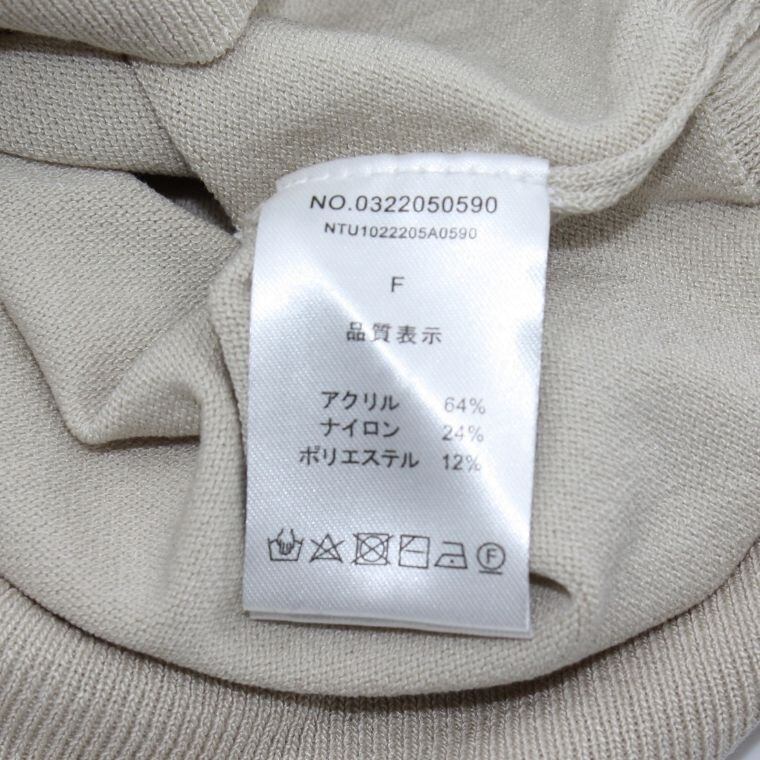 NO.0322050590
NTU1022205A0590
F
品質表示
アクリル 64%
ナイロン 24%
ポリエステル 12%
F